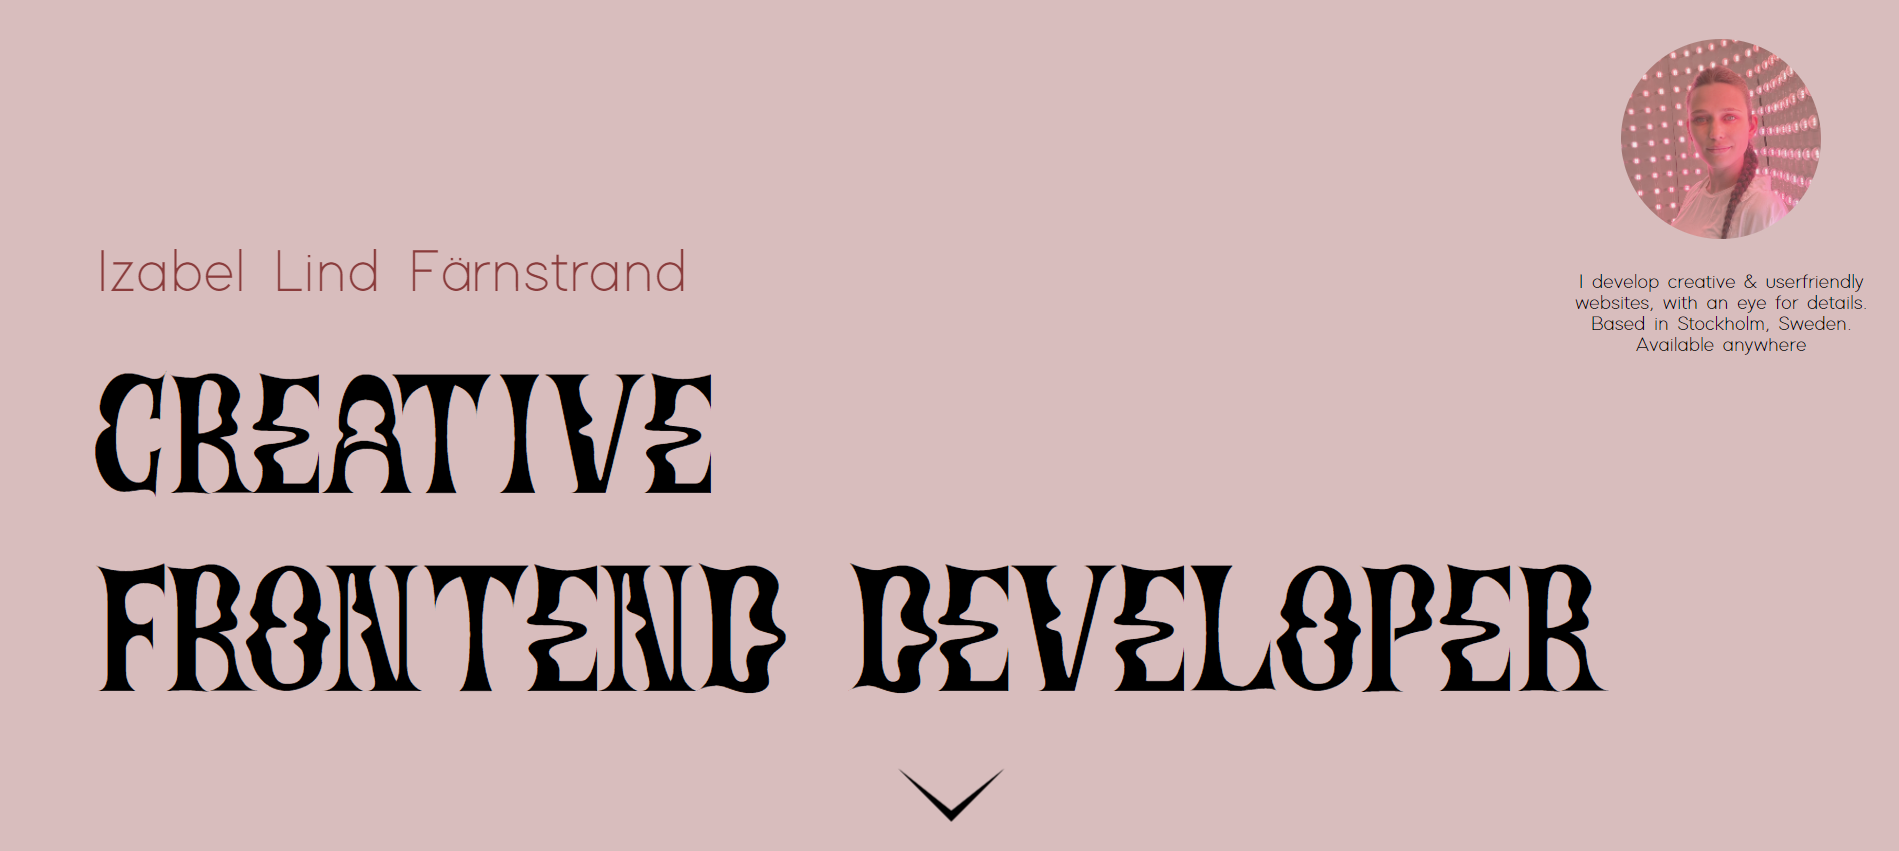 Izabel Lind Färnstrand
CREATIVE
FRONTEND DEVELOPER
I develop creative & userfriendly
websites, with an eye for details.
Based in Stockholm, Sweden.
Available anywhere